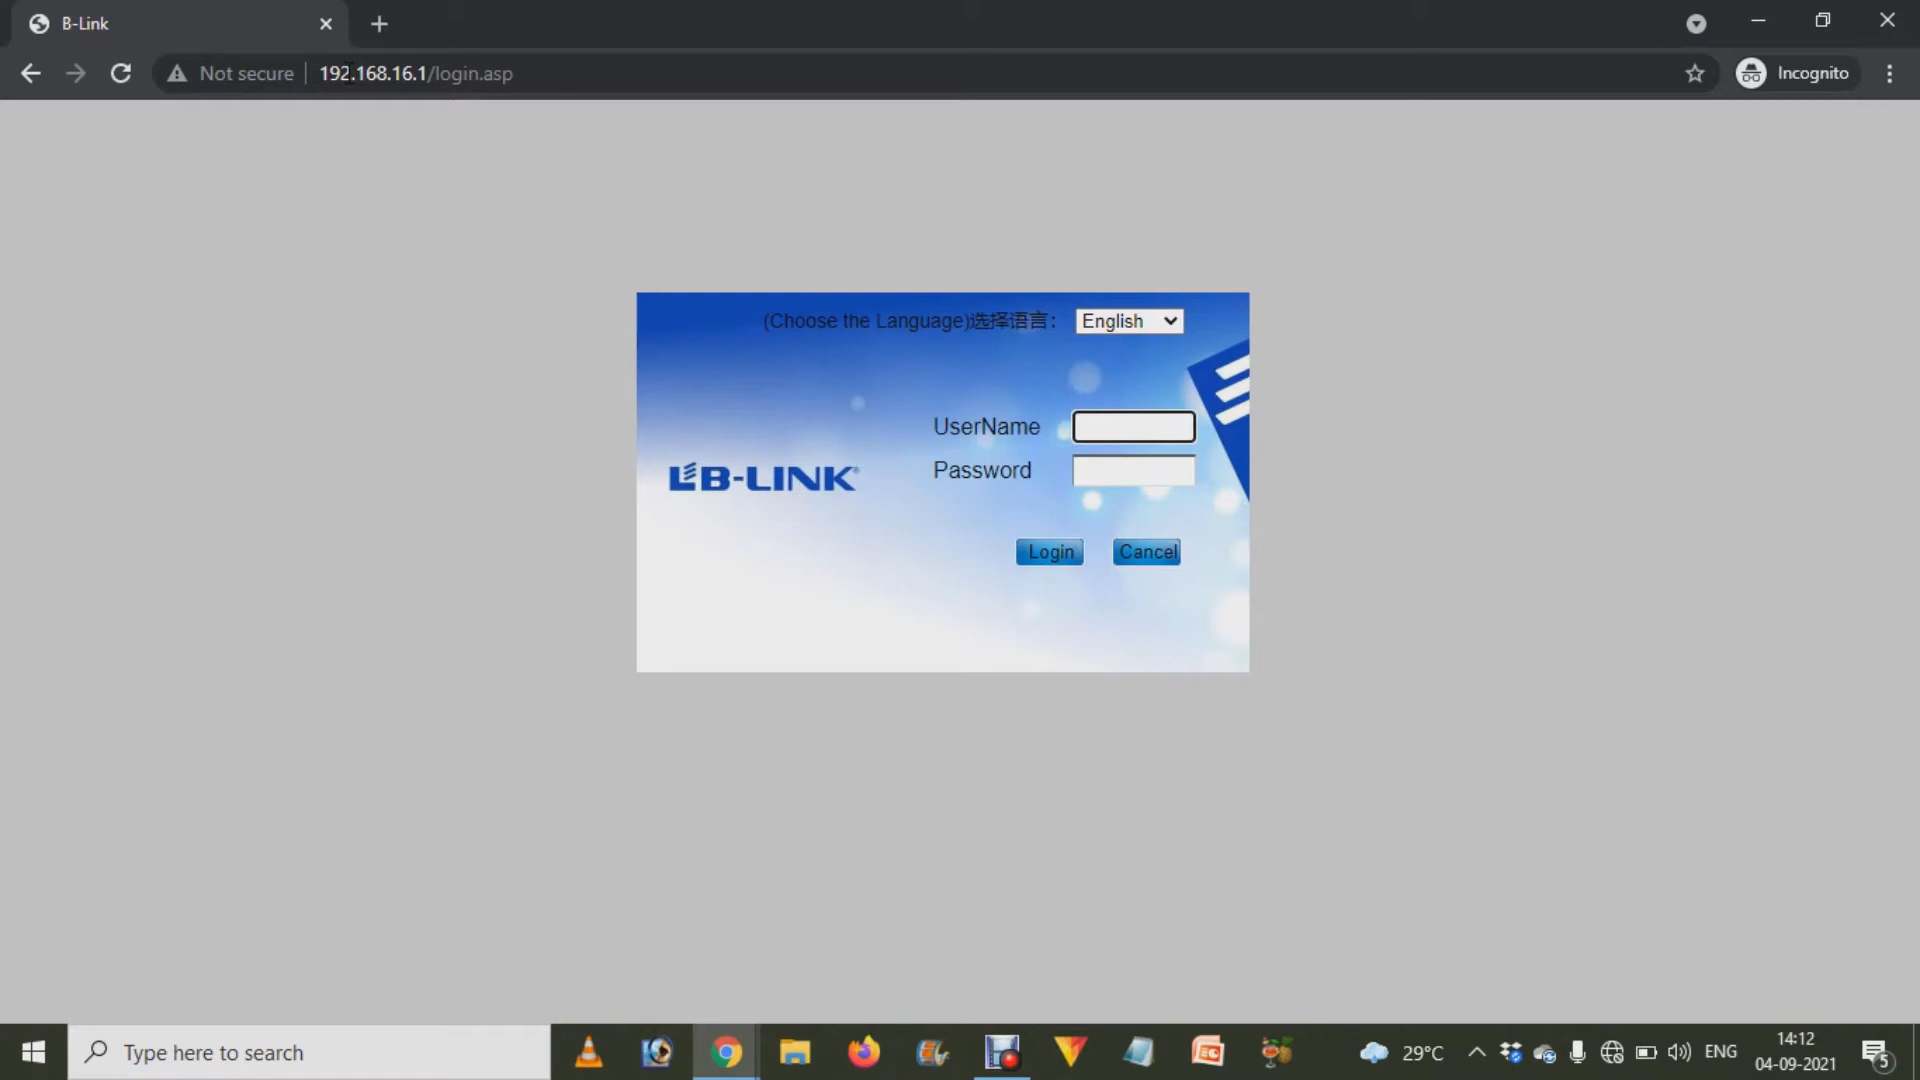 B-Link
Not secure 192.168.16.1/login.asp Incognito
(Choose the Language)选择语言: English
UserName
Password
LB-LINK®
Login Cancel
Type here to search 29°C ENG 14:12
04-09-2021 5